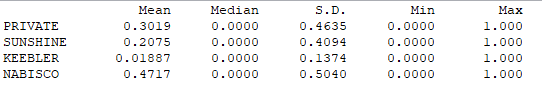 Mean Median S.D. Min Max
PRIVATE 0.3019 0.0000 0.4635 0.0000 1.000
SUNSHINE 0.2075 0.0000 0.4094 0.0000 1.000
KEEBLER 0.01887 0.0000 0.1374 0.0000 1.000
NABISCO 0.4717 0.0000 0.5040 0.0000 1.000